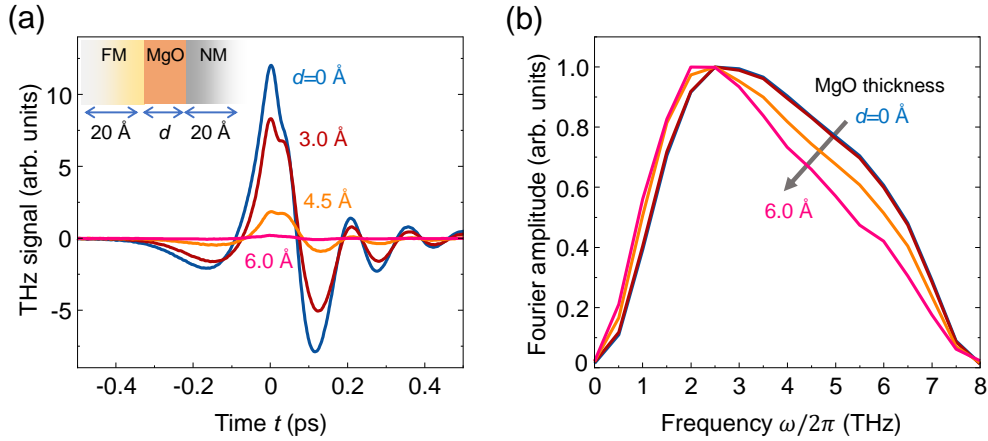 (a)
FM MgO NM
20 Å d 20 Å
d=0 Å
3.0 Å
4.5 Å
6.0 Å
10
5
0
-5
THz signal (arb. units)
-0.4 -0.2 0 0.2 0.4
Time t (ps)
(b)
MgO thickness
d=0 Å
6.0 Å
1.0
0.8
0.6
0.4
0.2
0
Fourier amplitude (arb. units)
0 1 2 3 4 5 6 7 8
Frequency ω/2π (THz)